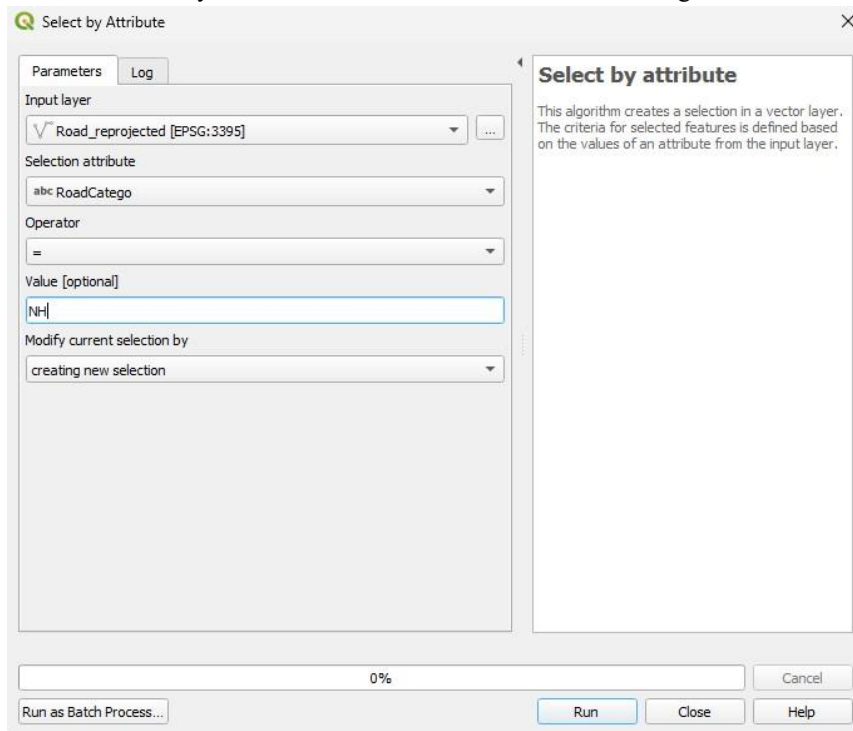 Select by Attribute
Parameters
Log
Input layer
Road_reprojected [EPSG:3395]
...
Selection attribute
abc RoadCatego
Operator
=
Value [optional]
NH
Modify current selection by
creating new selection
Select by attribute
This algorithm creates a selection in a vector layer.
The criteria for selected features is defined based
on the values of an attribute from the input layer.
0%
Cancel
Run as Batch Process...
Run
Close
Help